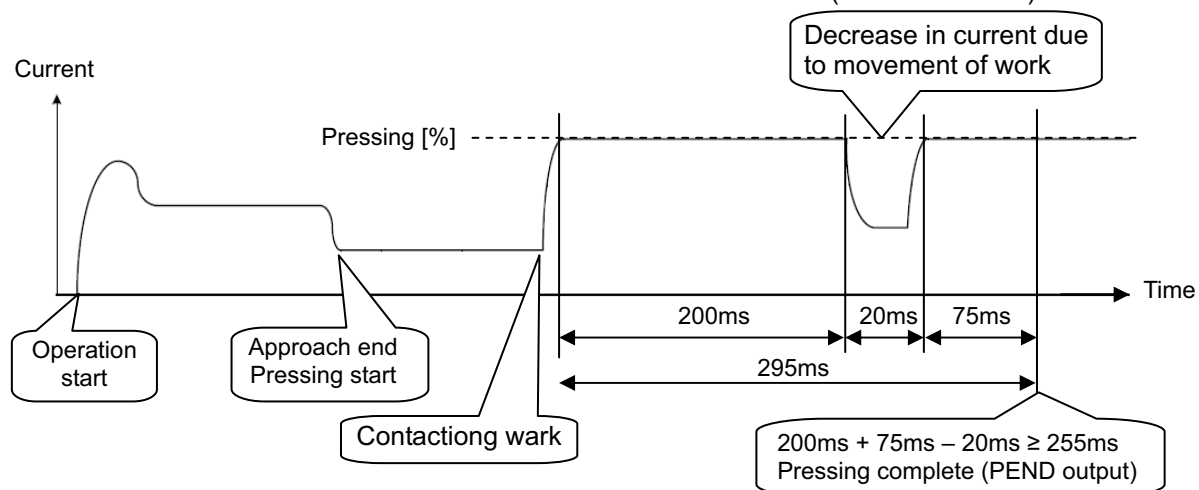 Decrease in current due
to movement of work
Current
Pressing [%]
Time
200ms
20ms
75ms
Operation
start
Approach end
Pressing start
295ms
Contactiong wark
200ms + 75ms – 20ms ≥ 255ms
Pressing complete (PEND output)